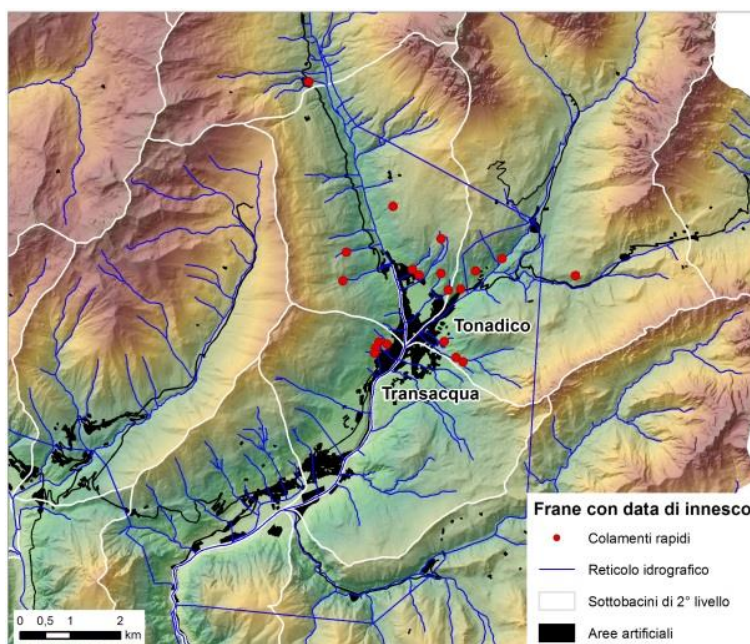 Tonadico
Transacqua
Frane con data di innesco
Colamenti rapidi
Reticolo idrografico
Sottobacini di 2° livello
Aree artificiali
0 0,5 1 2
km